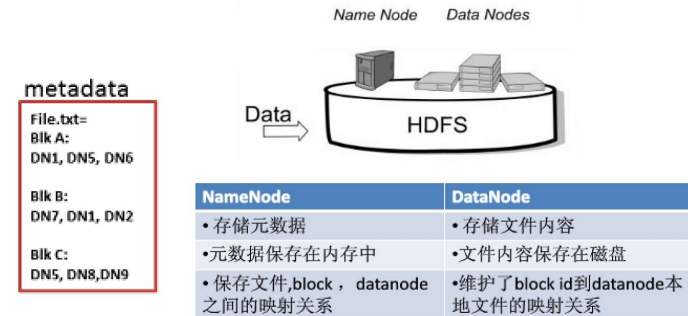 Name Node
Data Nodes
metadata
File.txt=
Blk A:
DN1, DN5, DN6
Blk B:
DN7, DN1, DN2
Blk C:
DN5, DN8,DN9
Data
HDFS
NameNode
DataNode
• 存储元数据
• 存储文件内容
•元数据保存在内存中
•文件内容保存在磁盘
• 保存文件,block ，datanode
之间的映射关系
•维护了block id到datanode本
地文件的映射关系